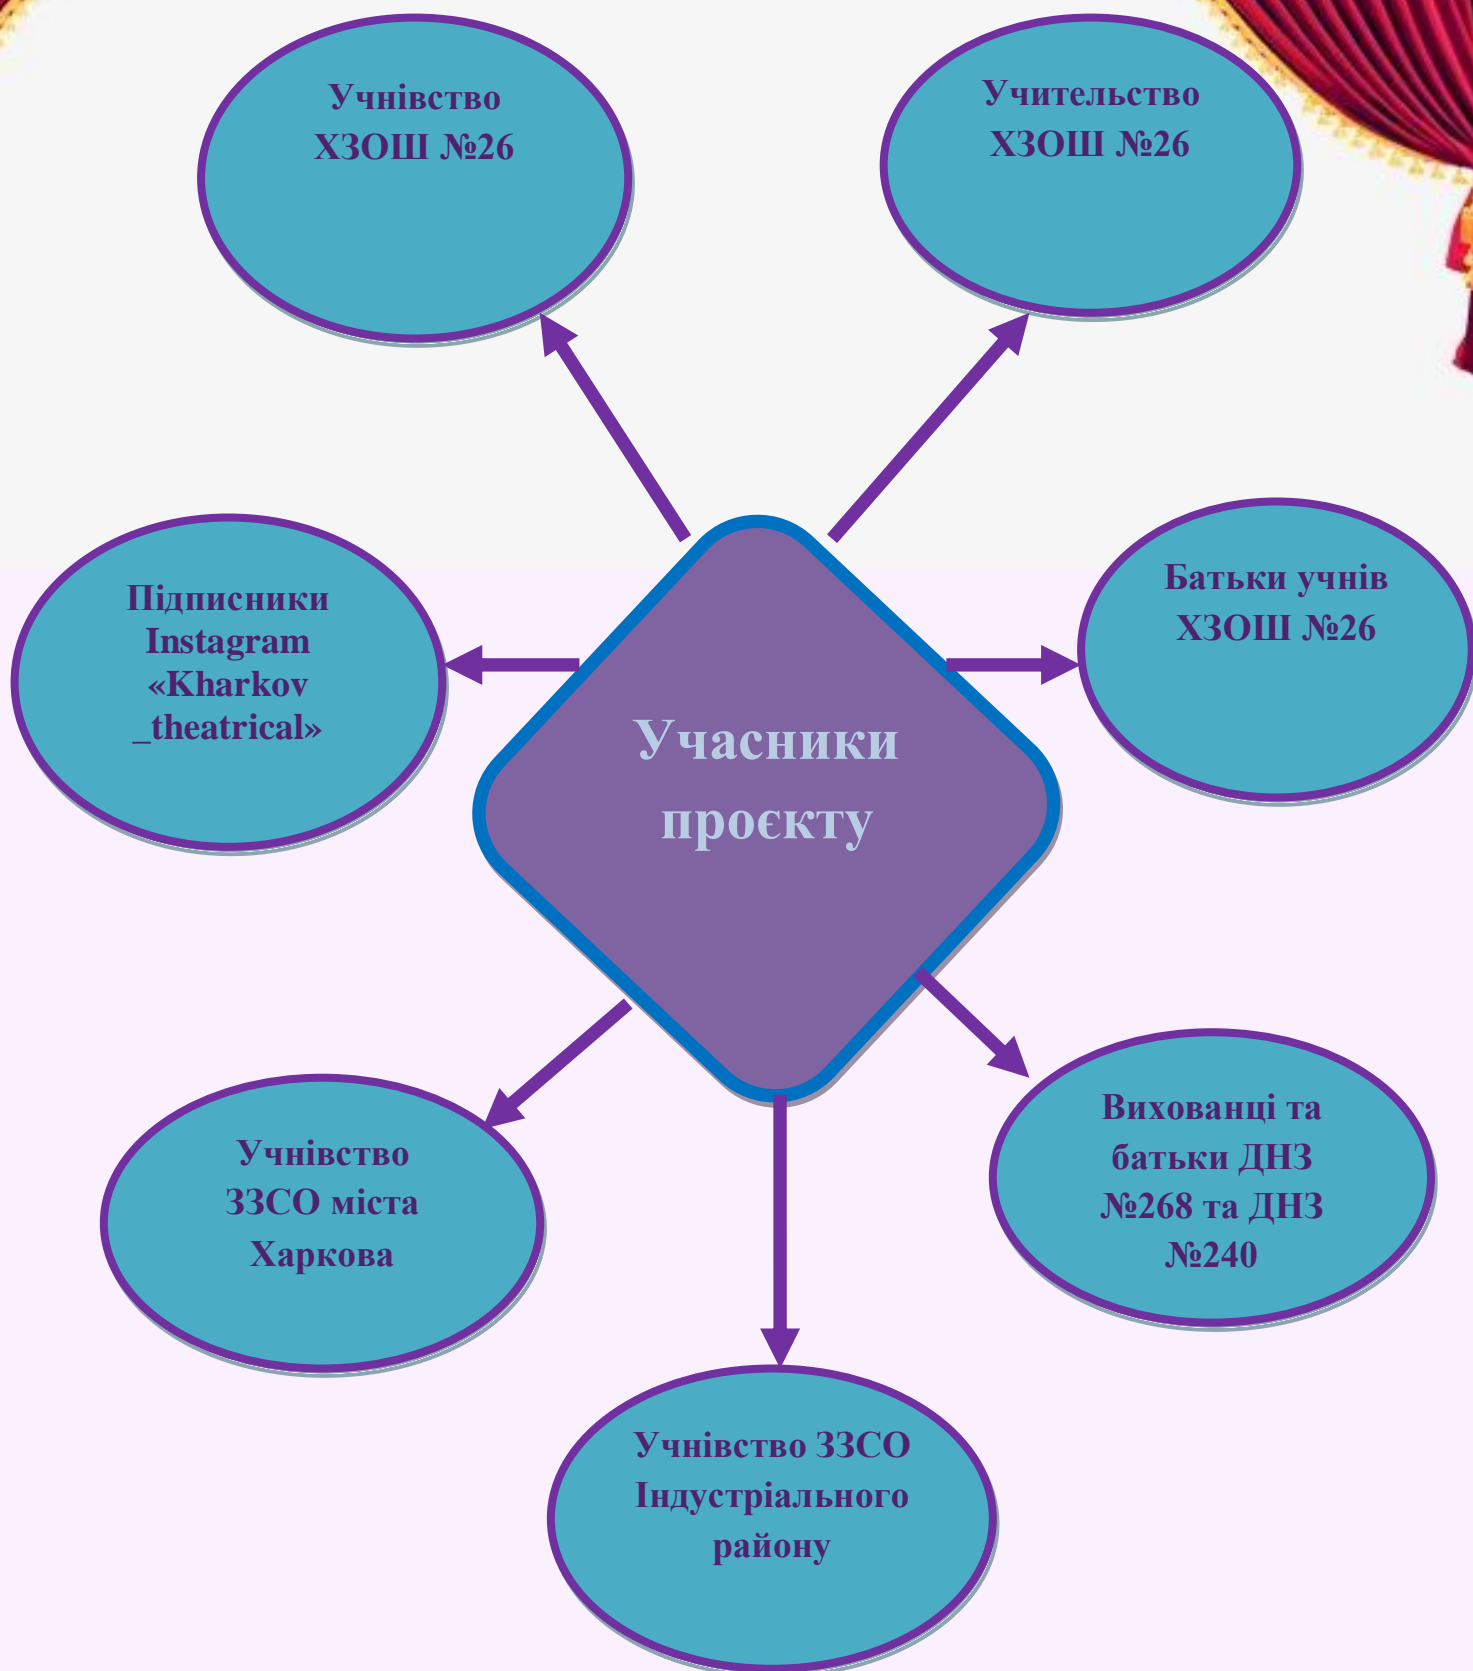 Учнівство
ХЗОШ №26
Учительство
ХЗОШ №26
Підписники
Instagram
«Kharkov
_theatrical»
Батьки учнів
ХЗОШ №26
Учасники
проєкту
Учнівство
ЗЗСО міста
Харкова
Вихованці та
батьки ДНЗ
№268 та ДНЗ
№240
Учнівство ЗЗСО
Індустріального
району